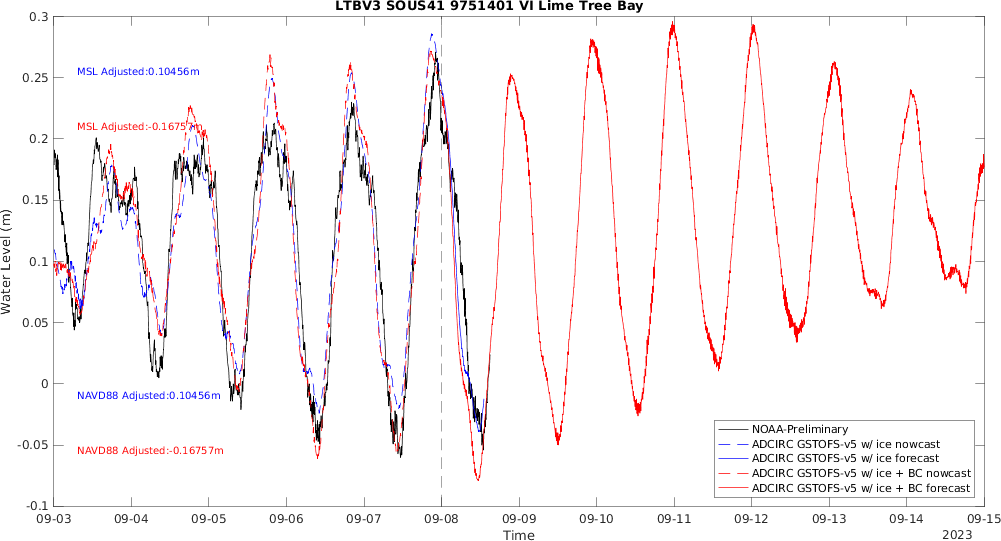 LTBV3 SOUS41 9751401 VI Lime Tree Bay
0.3
0.25
0.2
0.15
0.1
0.05
0
-0.05
-0.1
Water Level (m)
MSL Adjusted:0.10456m
MSL Adjusted:-0.16757m
NAVD88 Adjusted:0.10456m
NAVD88 Adjusted:-0.16757m
NOAA-Preliminary
ADCIRC GSTOFS-v5 w/ ice nowcast
ADCIRC GSTOFS-v5 w/ ice forecast
ADCIRC GSTOFS-v5 w/ ice + BC nowcast
ADCIRC GSTOFS-v5 w/ ice + BC forecast
09-03 09-04 09-05 09-06 09-07 09-08 09-09 09-10 09-11 09-12 09-13 09-14 09-15
Time
2023